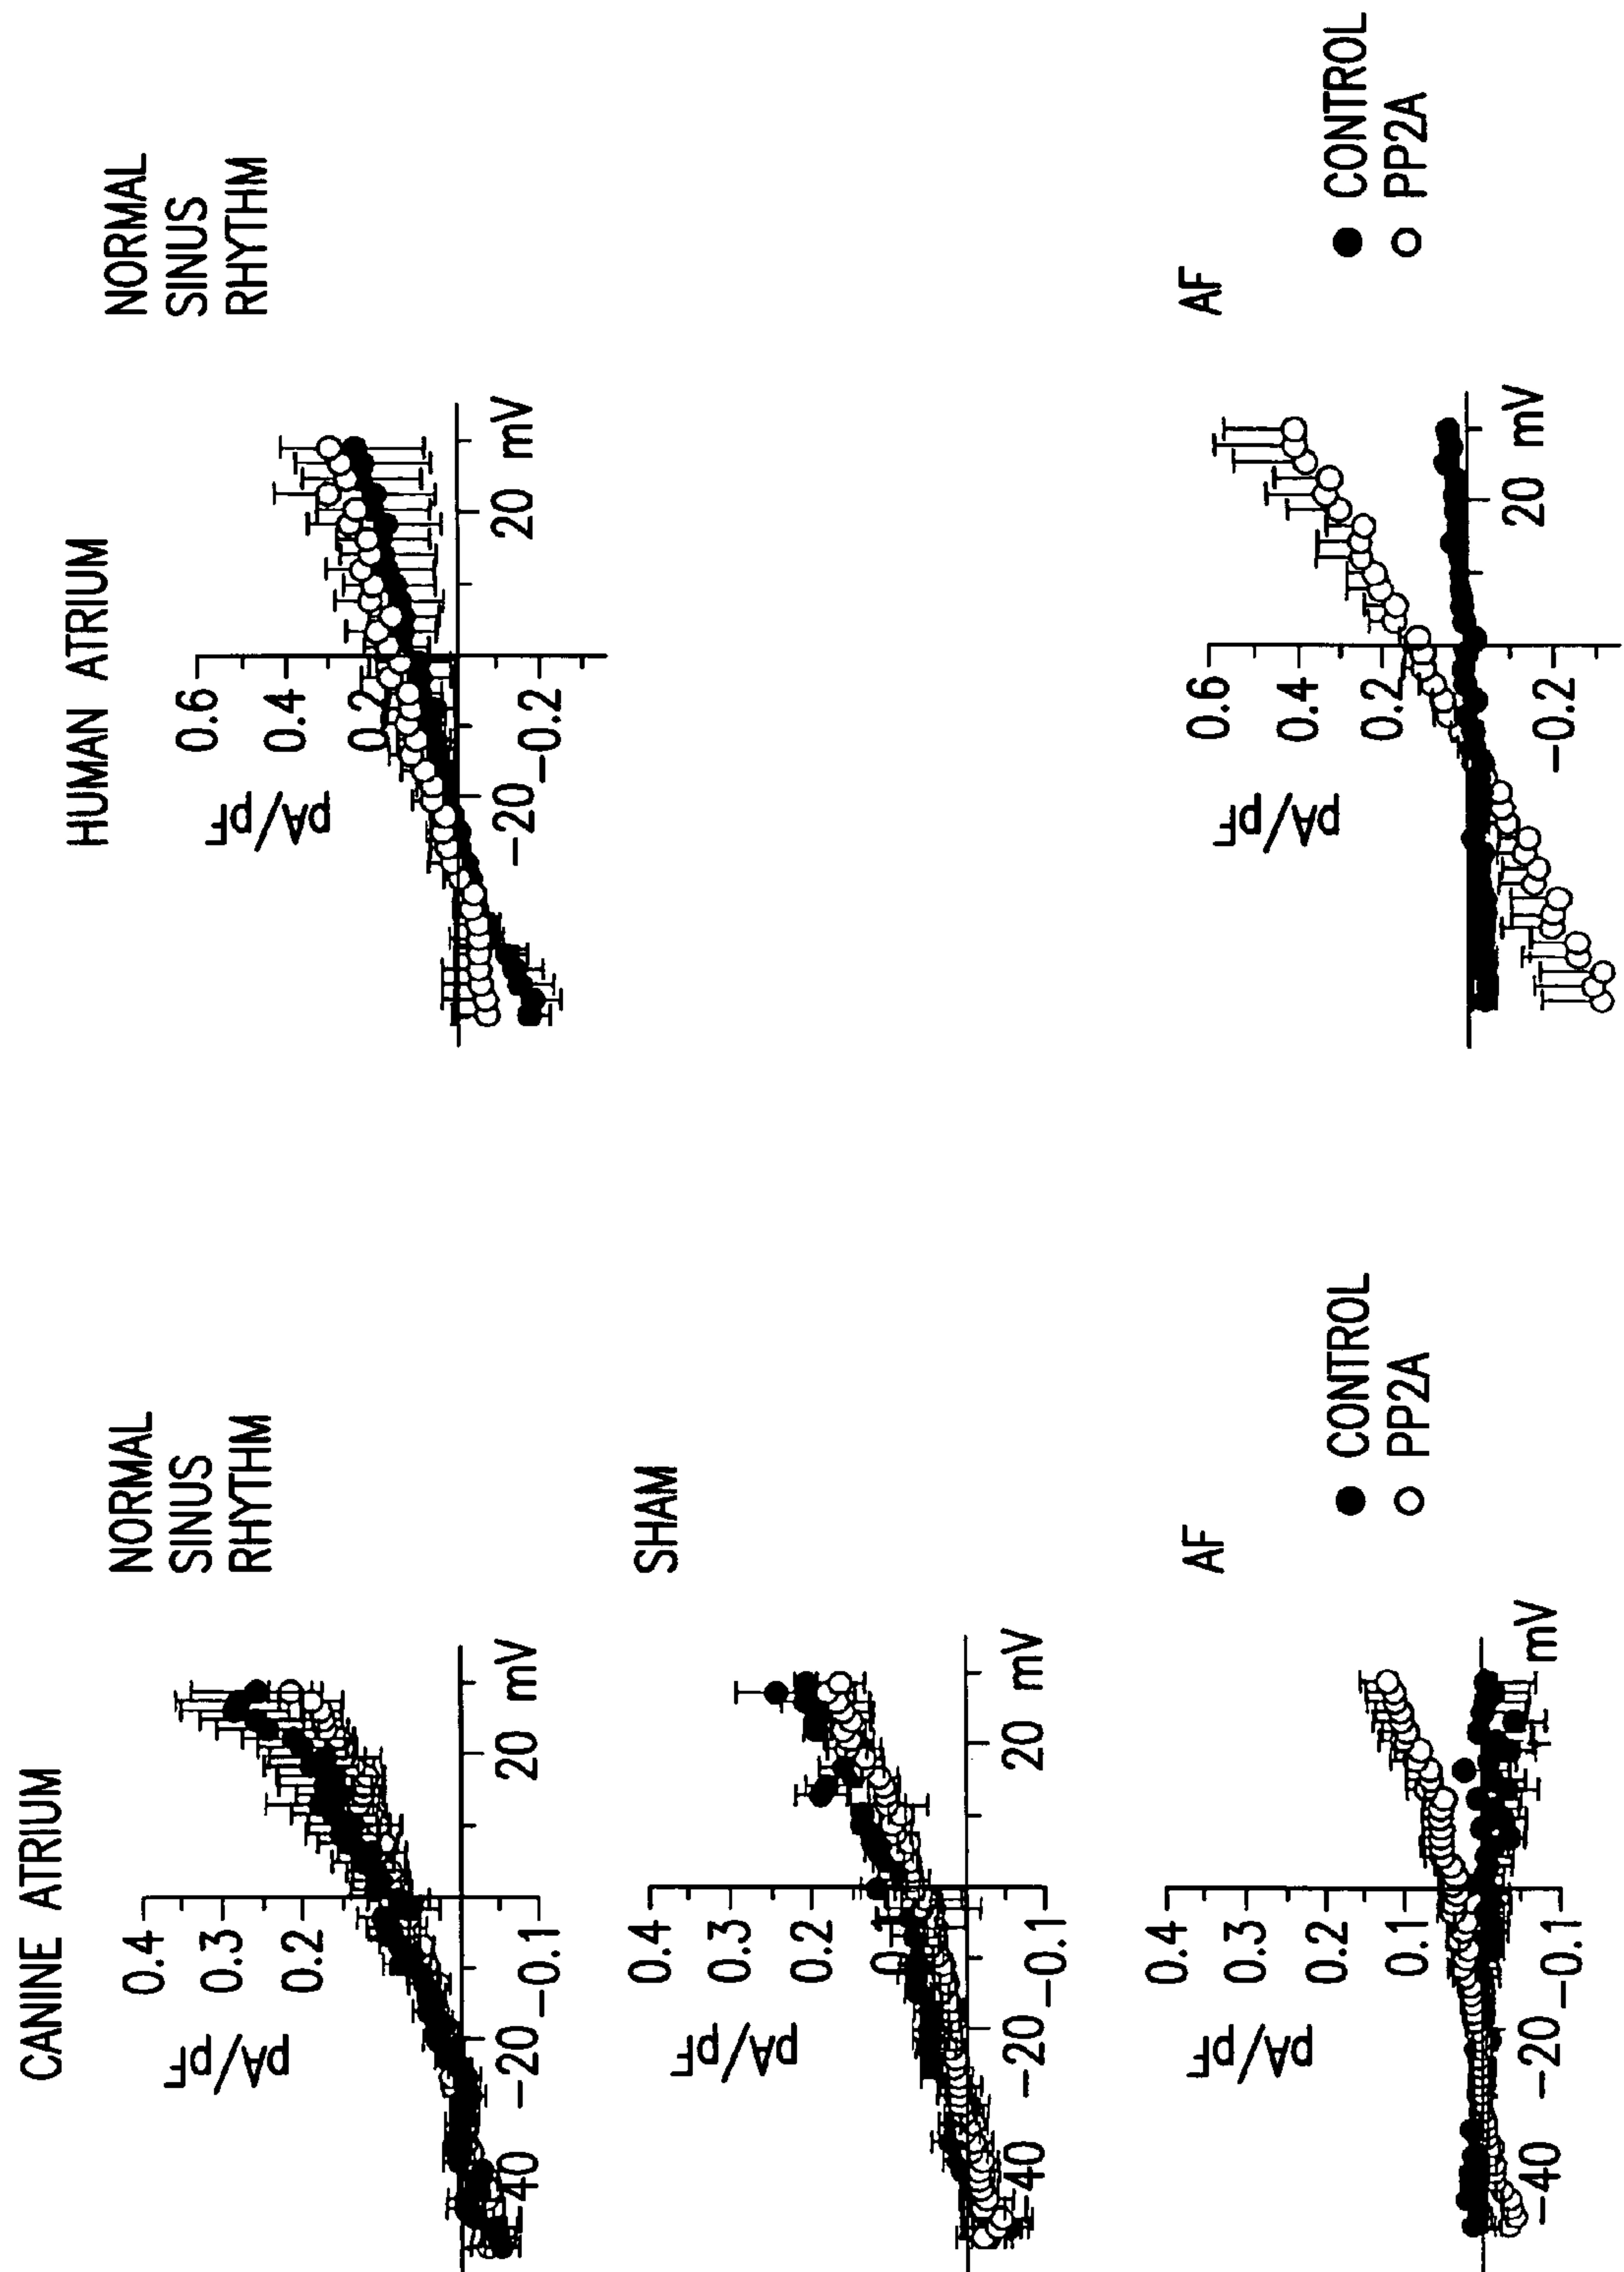 CANINE ATRIUM
NORMAL
SINUS
RHYTHM
pA/pF
0.4
0.3
0.2
-0.1
-40
-20
20 mV
SHAM
pA/pF
0.4
0.3
0.2
-0.1
-40
-20
20 mV
AF
pA/pF
0.4
0.3
0.2
0.1
-0.1
-40
-20
mV
● CONTROL
○ PP2A
HUMAN ATRIUM
NORMAL
SINUS
RHYTHM
pA/pF
0.6
0.4
0.2
-0.2
-20
20 mV
AF
pA/pF
0.6
0.4
0.2
-0.2
20 mV
● CONTROL
○ PP2A